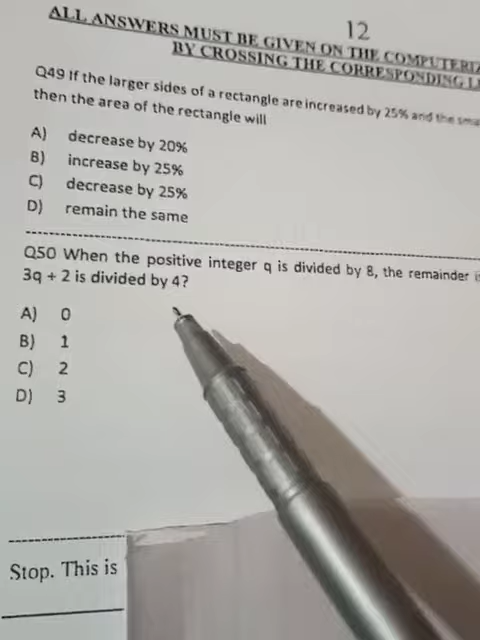 12
ALL ANSWERS MUST BE GIVEN ON THE
BY CROSSING THE CORRESPONDING
Q49 If the larger sides of a rectangle are increased by 25% and the
then the area of the rectangle will
A) decrease by 20%
B) increase by 25%
C) decrease by 25%
D) remain the same
Q50 When the positive integer q is divided by 8, the remainder
3q + 2 is divided by 4?
A) 0
B) 1
C) 2
D) 3
Stop. This is